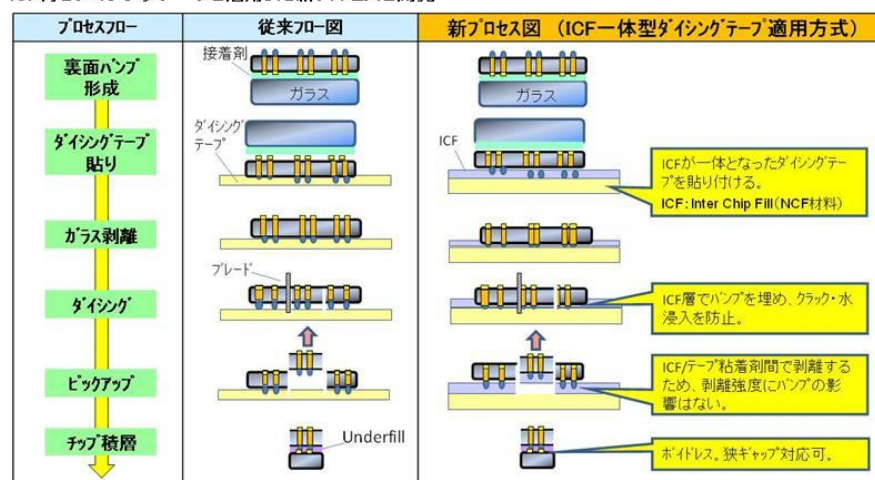 プロセスフロー
従来フロー図
新プロセス図 (ICF一体型ダイシングテープ適用方式)
裏面バンプ
形成
接着剤
ガラス
ガラス
ダイシングテープ
貼り
ダイシング
テープ
ICF
ICFが一体となったダイシングテー
プを貼り付ける。
ICF: Inter Chip Fill(NCF材料)
ガラス剥離
ダイシング
ブレード
ICF層でバンプを埋め、クラック・水
浸入を防止。
ピックアップ
ICF/テープ粘着剤間で剥離する
ため、剥離強度にバンプの影
響はない。
チップ積層
Underfill
ボイドレス。狭ギャップ対応可。